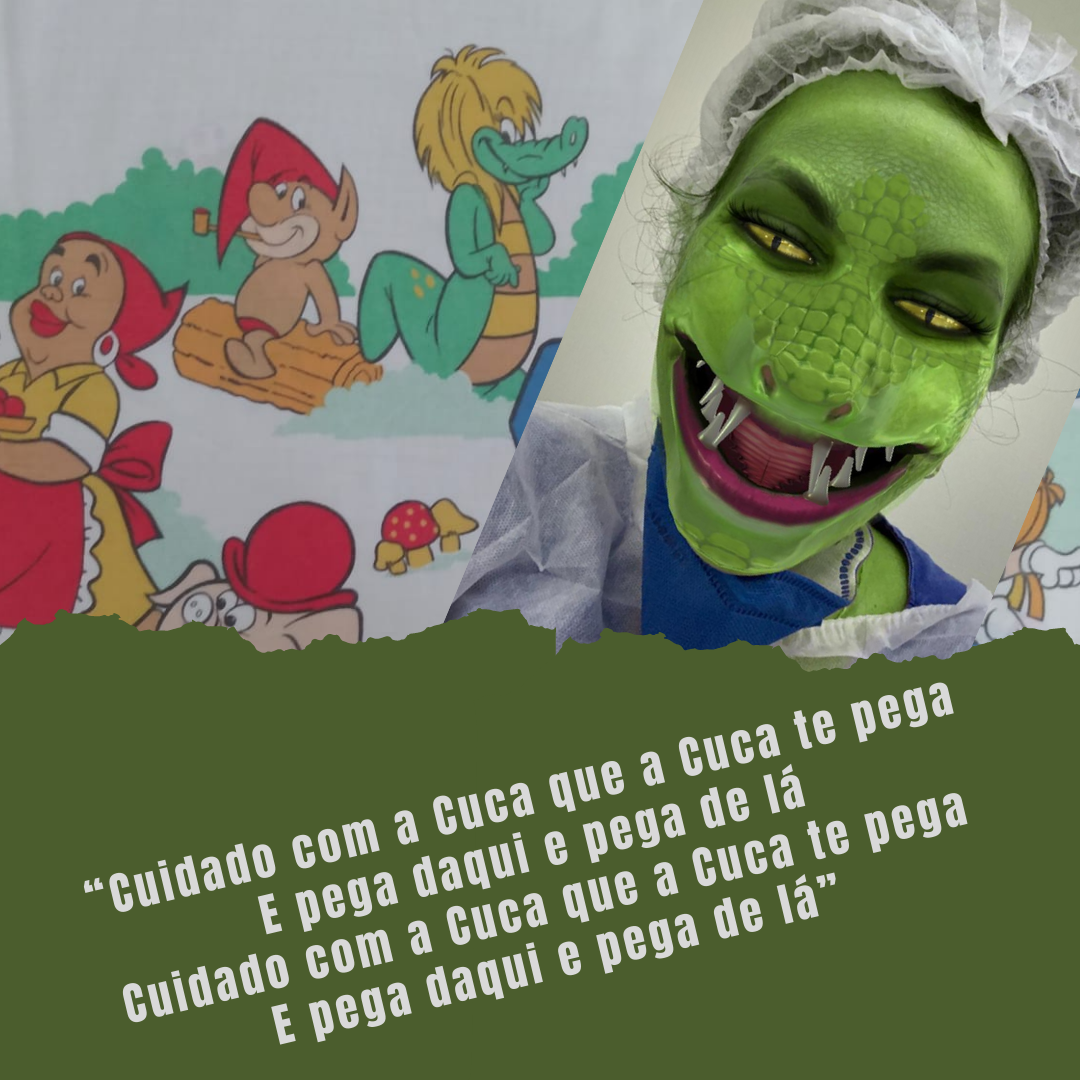 “Cuidado com a Cuca que a Cuca te pega
E pega daqui e pega de lá
Cuidado com a Cuca que a Cuca te pega
E pega daqui e pega de lá”